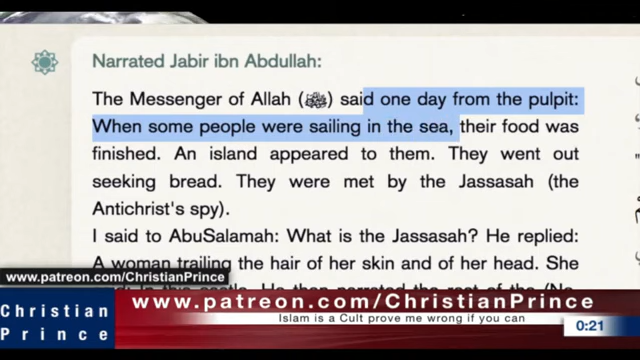 Narrated Jabir ibn Abdullah:
The Messenger of Allah (ﷺ) said one day from the pulpit:
When some people were sailing in the sea, their food was
finished. An island appeared to them. They went out
seeking bread. They were met by the Jassasah (the
Antichrist's spy).
I said to AbuSalamah: What is the Jassasah? He replied:
A woman trailing the hair of her skin and of her head. She
www.patreon.com/ChristianPrince
Christian
Prince
www.patreon.com/ChristianPrince
Islam is a Cult prove me wrong if you can
0:21